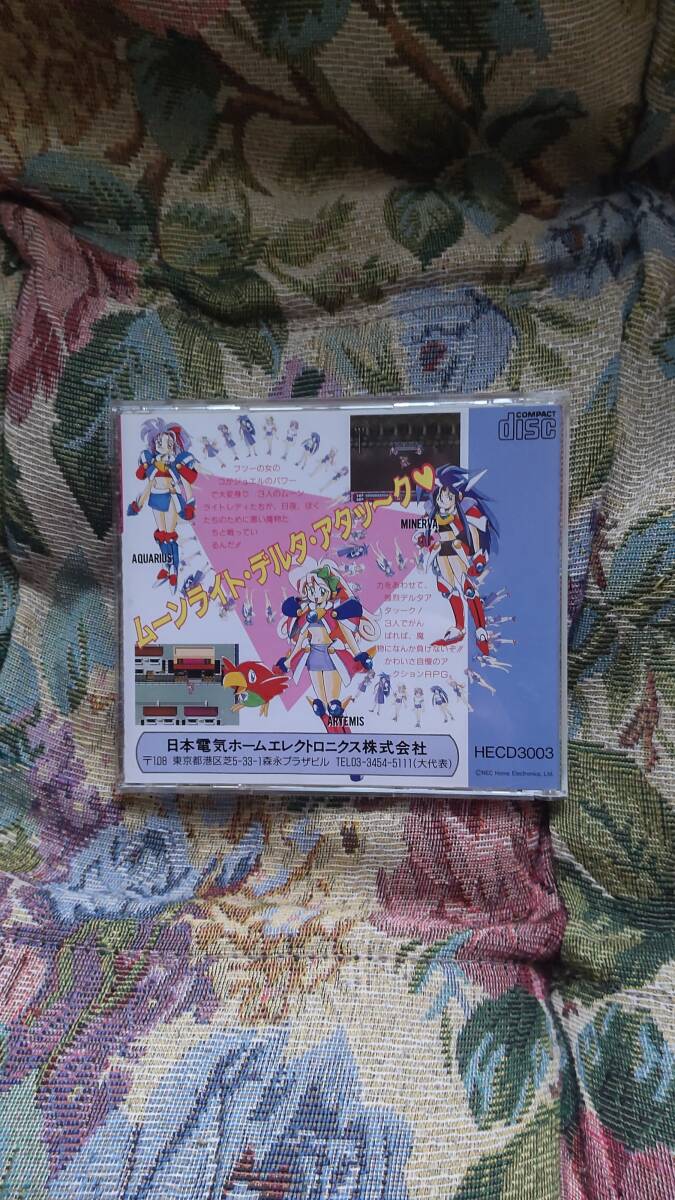 COMPACT
disc
フツーの女の
コがジュエルのパワー
で大変身!! 3人のムーン
ライトレディたちが、日夜、ぼく
たちのために悪い魔物た
ちと戦ってい
るんだ!!
AQUARIUS
MINERVA
ムーンライト・デルタ・アタック♥
力をあわせて、
激烈デルタア
タック!
3人でがん
ばれば、魔
物になんか負けないぞ!!
かわいさ自慢のア
クションRPG。
ARTEMIS
日本電気ホームエレクトロニクス株式会社
〒108 東京都港区芝5-33-1森永プラザビル TEL03-3454-5111(大代表)
HECD3003
©NEC Home Electronics, Ltd.